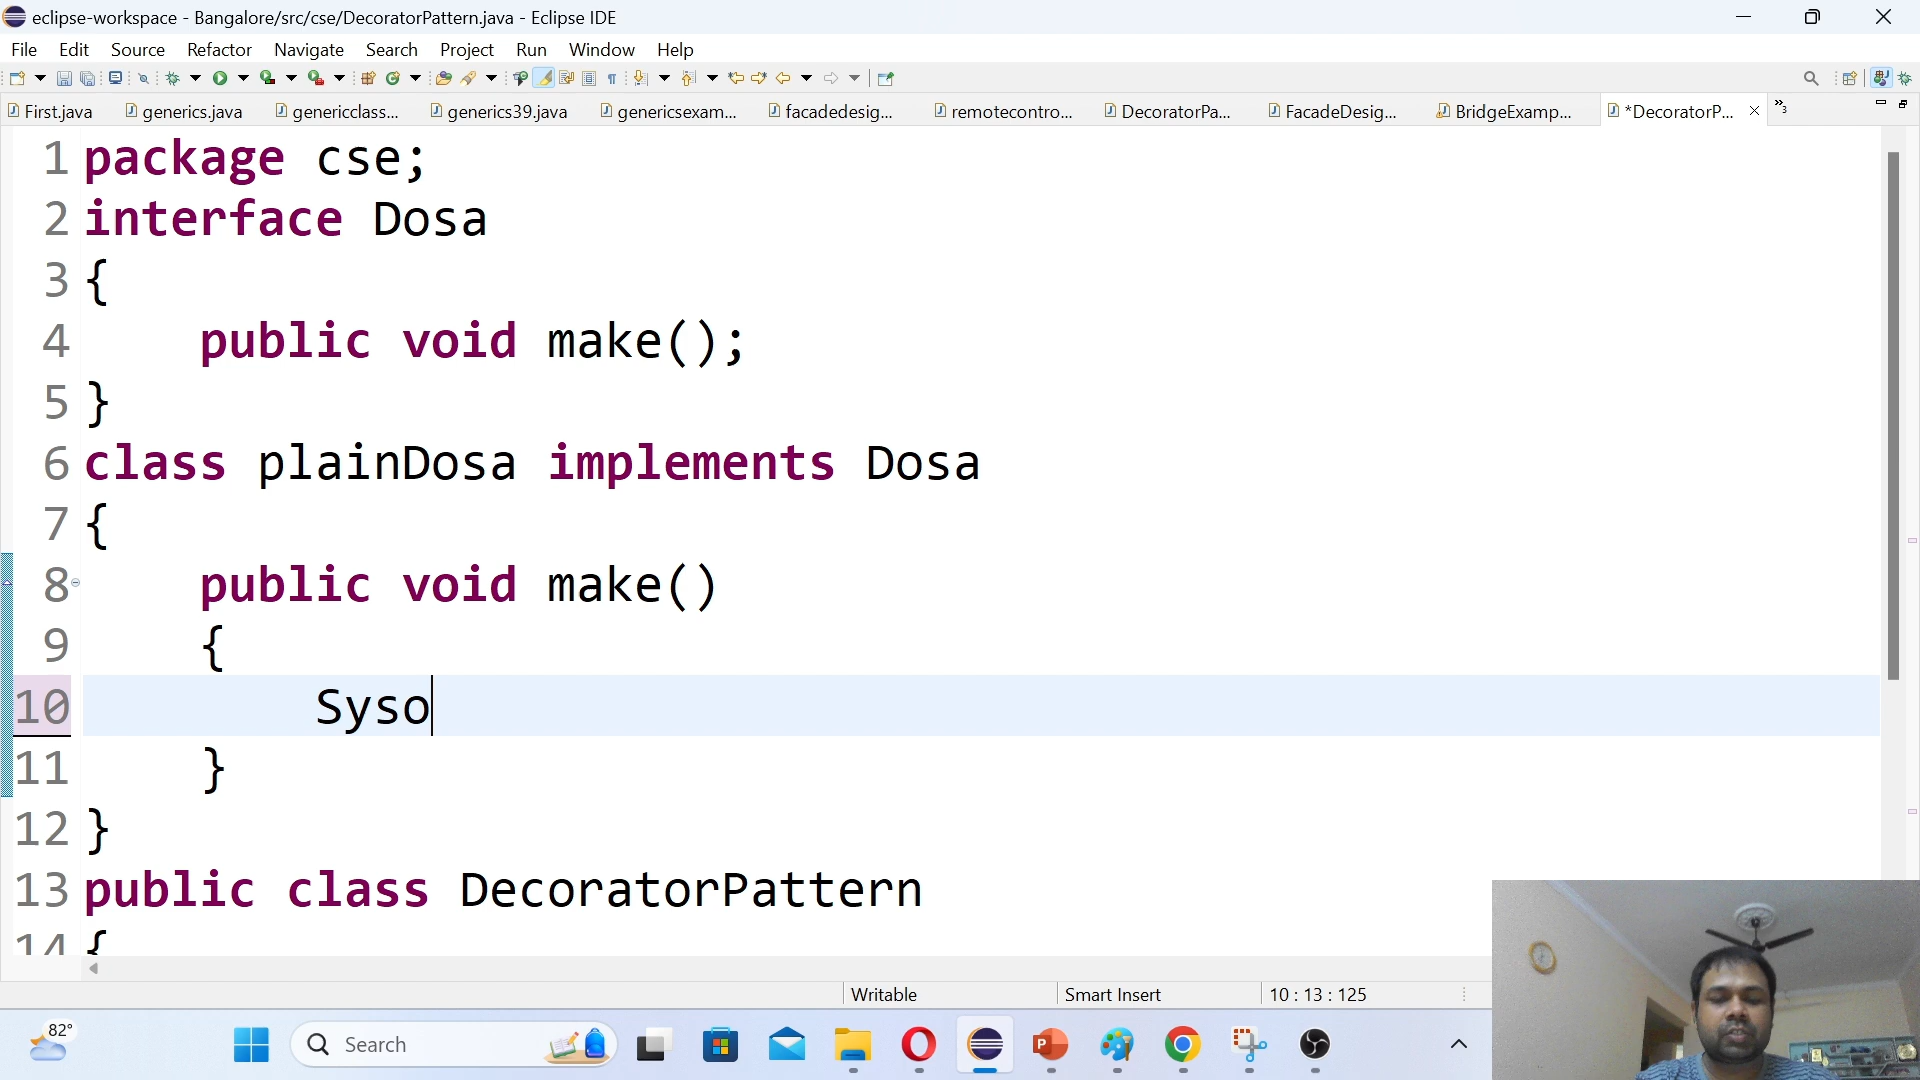 eclipse-workspace - Bangalore/src/cse/DecoratorPattern.java - Eclipse IDE
File Edit Source Refactor Navigate Search Project Run Window Help
First.java generics.java genericclass... generics39.java genericsexam... facadedesig... remotecontro... DecoratorPa... FacadeDesig... BridgeExamp... *DecoratorP... »3
1 package cse;
2 interface Dosa
3 {
4 public void make();
5 }
6 class plainDosa implements Dosa
7 {
8 public void make()
9 {
10 Syso
11 }
12 }
13 public class DecoratorPattern
14 {
Writable Smart Insert 10 : 13 : 125
82° Search